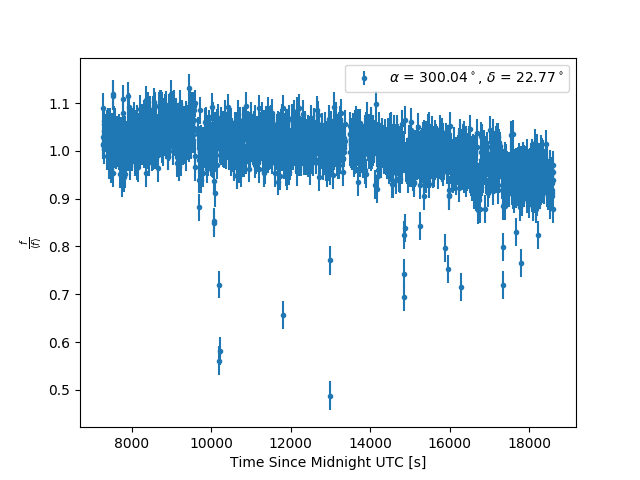 α = 300.04°, δ = 22.77°
1.1
1.0
0.9
0.8
0.7
0.6
0.5
f/⟨f⟩
8000 10000 12000 14000 16000 18000
Time Since Midnight UTC [s]